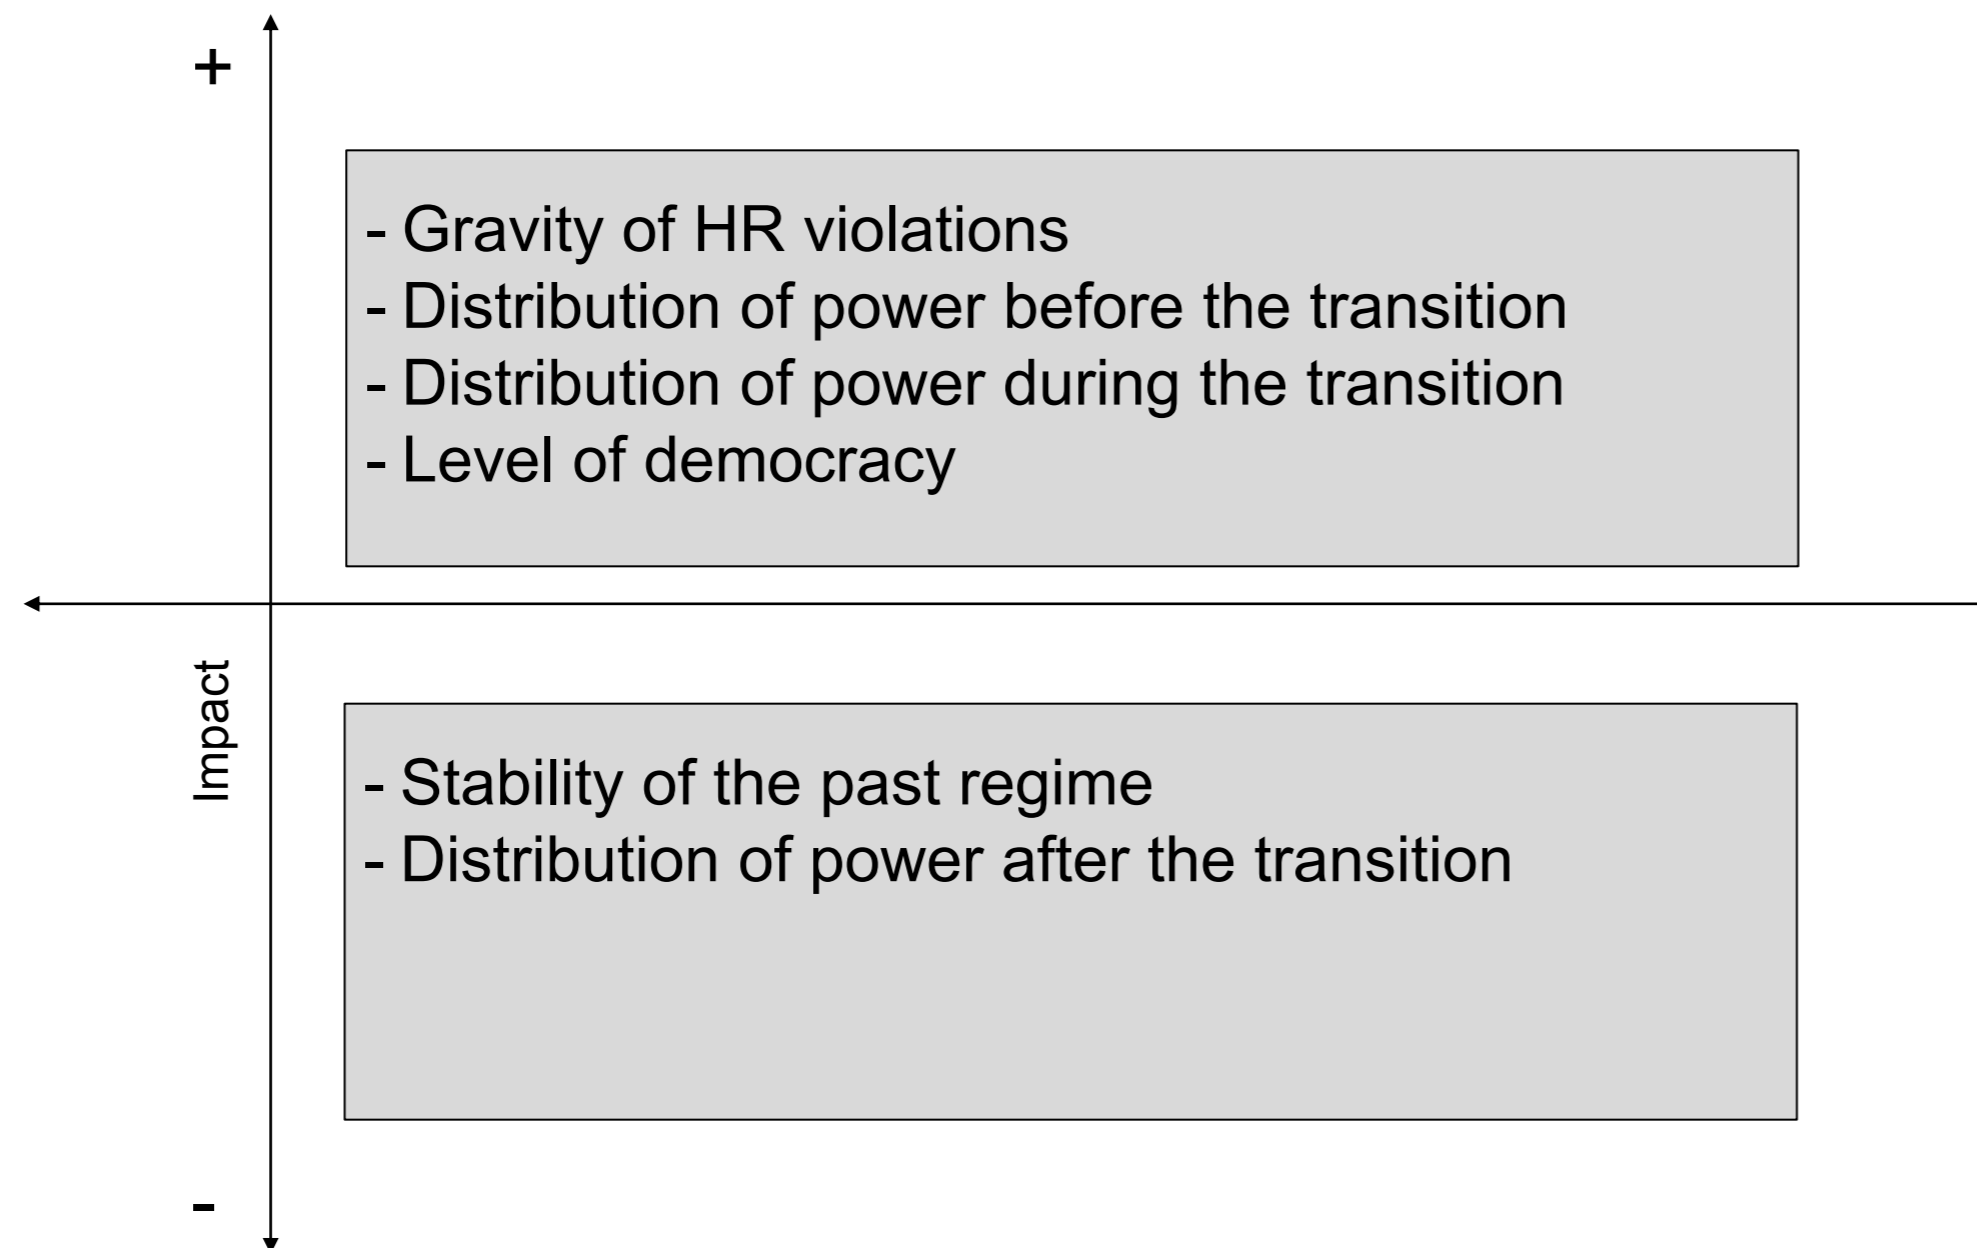 +
- Gravity of HR violations
- Distribution of power before the transition
- Distribution of power during the transition
- Level of democracy
Impact
- Stability of the past regime
- Distribution of power after the transition
-